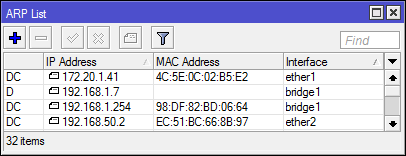 ARP List
Find
IP Address MAC Address Interface
DC 172.20.1.41 4C:5E:0C:02:B5:E2 ether1
D 192.168.1.7 bridge1
DC 192.168.1.254 98:DF:82:BD:06:64 bridge1
DC 192.168.50.2 EC:51:BC:66:8B:97 ether2
32 items